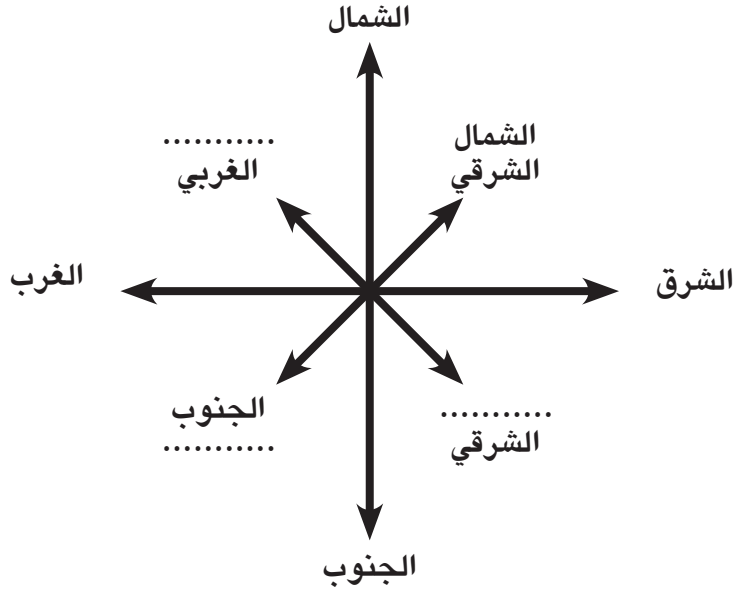 الشمال
الشمال
الشرقي
...........
الغربي
الشرق
الغرب
...........
الشرقي
الجنوب
...........
الجنوب